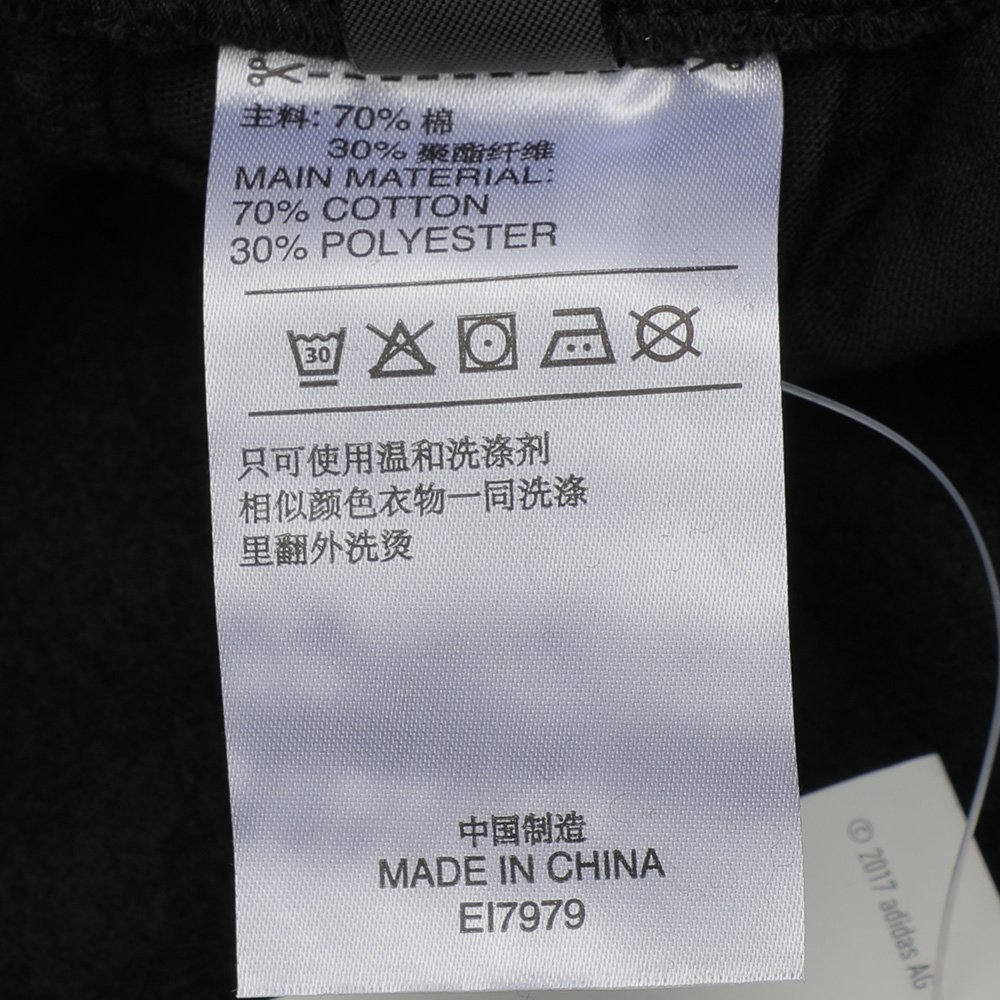 主料: 70% 棉
30% 聚酯纤维
MAIN MATERIAL:
70% COTTON
30% POLYESTER
30
只可使用温和洗涤剂
相似颜色衣物一同洗涤
里翻外洗烫
中国制造
MADE IN CHINA
EI7979
© 2017 adidas AG